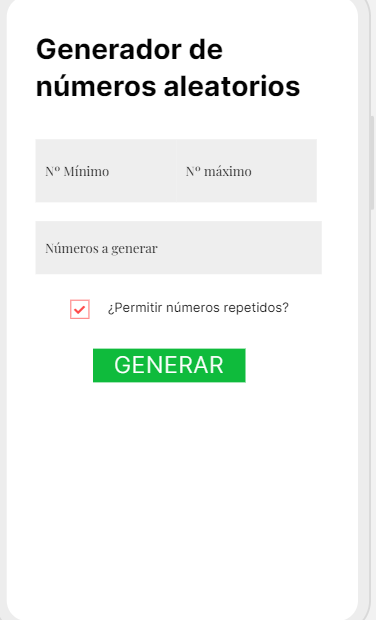 Generador de
números aleatorios
Nº Mínimo Nº máximo
Números a generar
¿Permitir números repetidos?
GENERAR